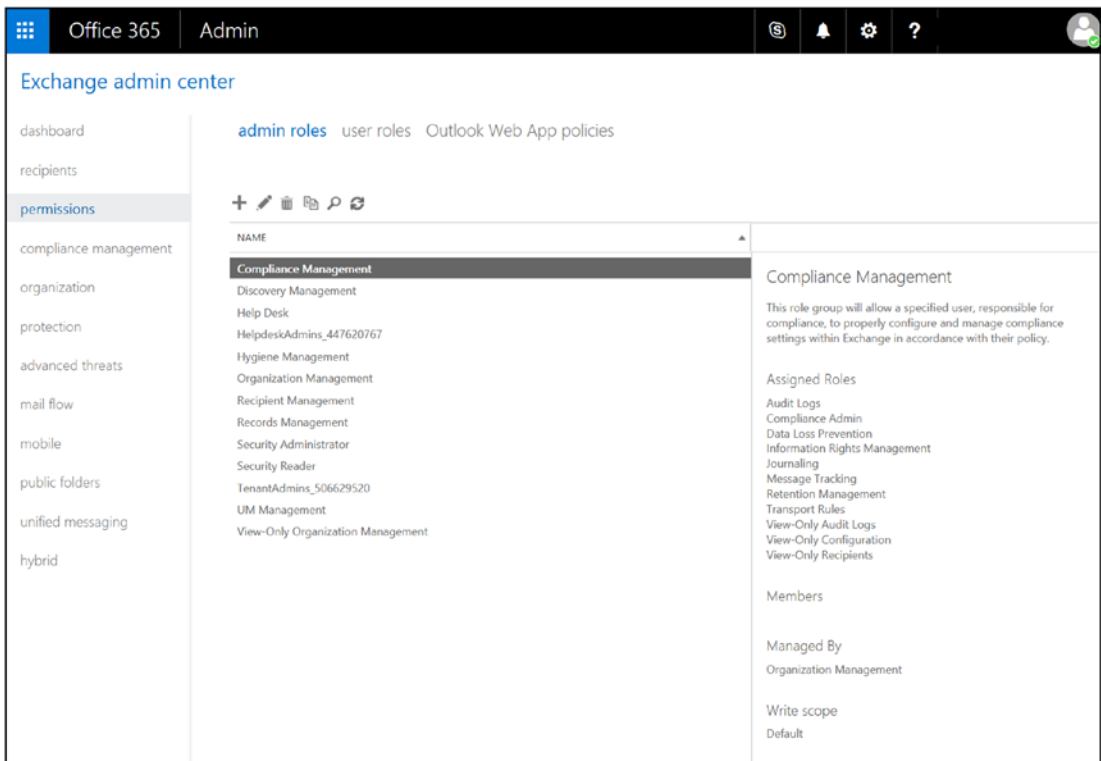 Office 365 Admin ?
Exchange admin center
dashboard
recipients
permissions
compliance management
organization
protection
advanced threats
mail flow
mobile
public folders
unified messaging
hybrid
admin roles user roles Outlook Web App policies
NAME
Compliance Management
Discovery Management
Help Desk
HelpdeskAdmins_447620767
Hygiene Management
Organization Management
Recipient Management
Records Management
Security Administrator
Security Reader
TenantAdmins_506629520
UM Management
View-Only Organization Management
Compliance Management
This role group will allow a specified user, responsible for
compliance, to properly configure and manage compliance
settings within Exchange in accordance with their policy.
Assigned Roles
Audit Logs
Compliance Admin
Data Loss Prevention
Information Rights Management
Journaling
Message Tracking
Retention Management
Transport Rules
View-Only Audit Logs
View-Only Configuration
View-Only Recipients
Members
Managed By
Organization Management
Write scope
Default